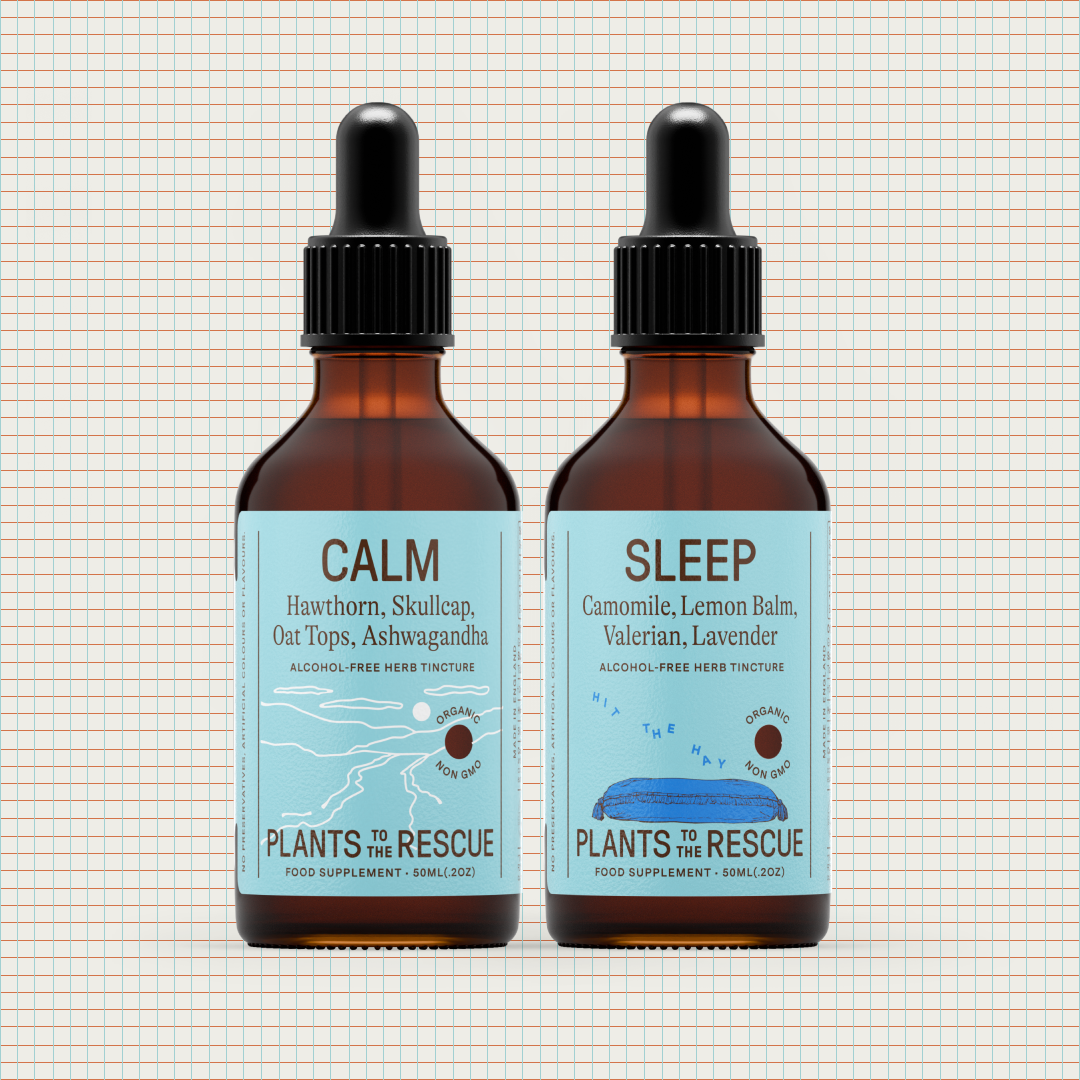 CALM
Hawthorn, Skullcap,
Oat Tops, Ashwagandha
ALCOHOL-FREE HERB TINCTURE
ORGANIC
NON GMO
PLANTS TO THE RESCUE
FOOD SUPPLEMENT · 50ML(.2OZ)
NO PRESERVATIVES, ARTIFICIAL COLOURS OR FLAVOURS.
MADE IN ENGLAND
SLEEP
Camomile, Lemon Balm,
Valerian, Lavender
ALCOHOL-FREE HERB TINCTURE
HIT THE HAY
ORGANIC
NON GMO
PLANTS TO THE RESCUE
FOOD SUPPLEMENT · 50ML(.2OZ)
NO PRESERVATIVES, ARTIFICIAL COLOURS OR FLAVOURS.
MADE IN ENGLAND